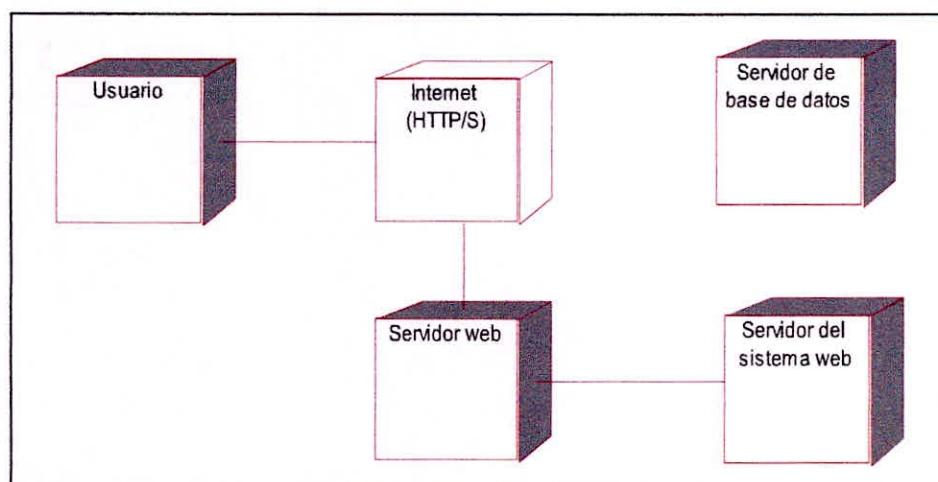 Usuario
Internet
(HTTP/S)
Servidor de
base de datos
Servidor web
Servidor del
sistema web